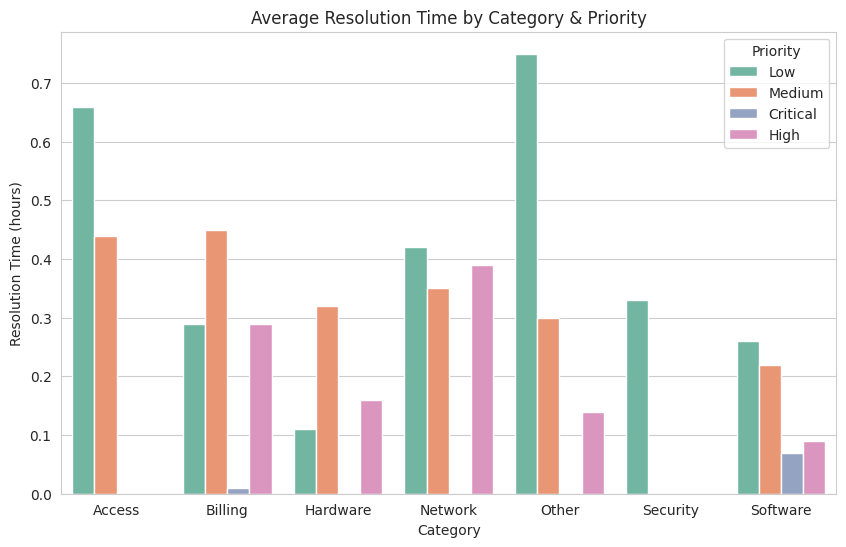 Average Resolution Time by Category & Priority
Priority
Low
Medium
Critical
High
Resolution Time (hours)
0.7
0.6
0.5
0.4
0.3
0.2
0.1
0.0
Access Billing Hardware Network Other Security Software
Category